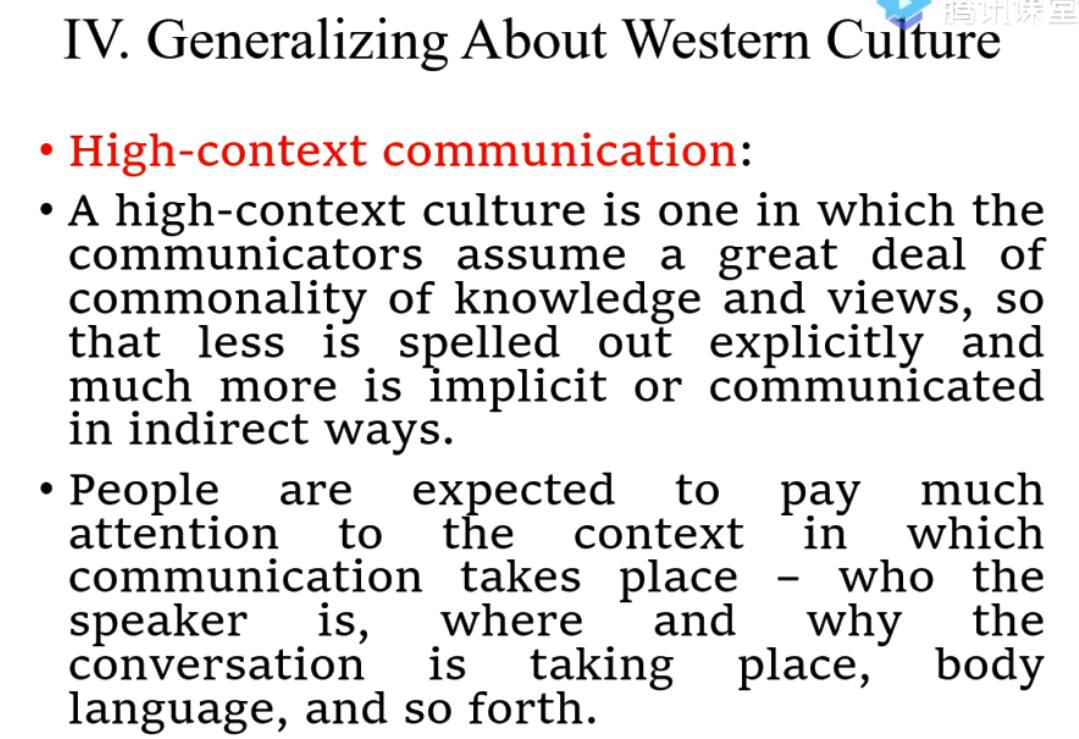 腾讯课堂
IV. Generalizing About Western Culture
• High-context communication:
• A high-context culture is one in which the
communicators assume a great deal of
commonality of knowledge and views, so
that less is spelled out explicitly and
much more is implicit or communicated
in indirect ways.
• People are expected to pay much
attention to the context in which
communication takes place – who the
speaker is, where and why the
conversation is taking place, body
language, and so forth.